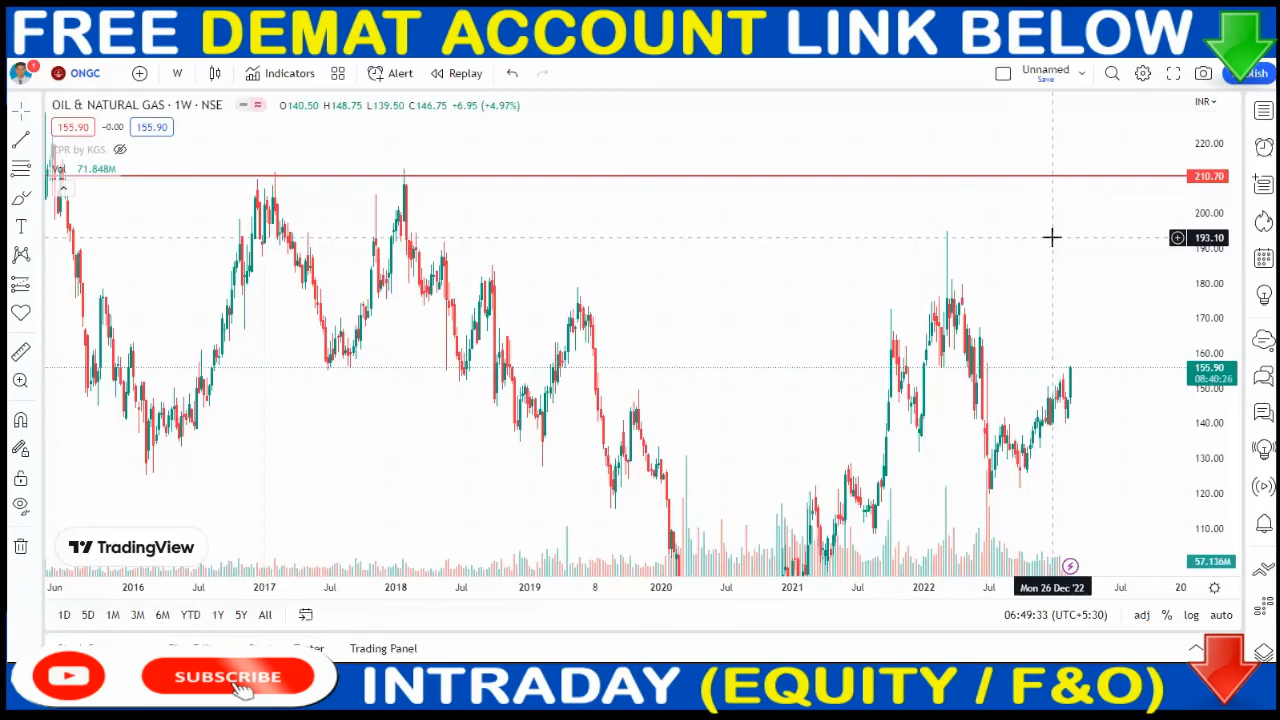 FREE DEMAT ACCOUNT LINK BELOW
1 ONGC W Indicators Alert Replay Unnamed Save
OIL & NATURAL GAS · 1W · NSE O140.50 H148.75 L139.50 C146.75 +6.95 (+4.97%) INR
155.90 -0.00 155.90
CPR by KGS
Vol 71.848M
220.00
210.70
200.00
193.10
190.00
180.00
170.00
160.00
155.90
08:40:26
150.00
140.00
130.00
120.00
110.00
57.136M
TradingView
Jun 2016 Jul 2017 Jul 2018 Jul 2019 8 2020 Jul 2021 Jul 2022 Jul Mon 26 Dec '22 Jul 20
1D 5D 1M 3M 6M YTD 1Y 5Y All 06:49:33 (UTC+5:30) adj % log auto
Trading Panel
SUBSCRIBE
INTRADAY (EQUITY / F&O)